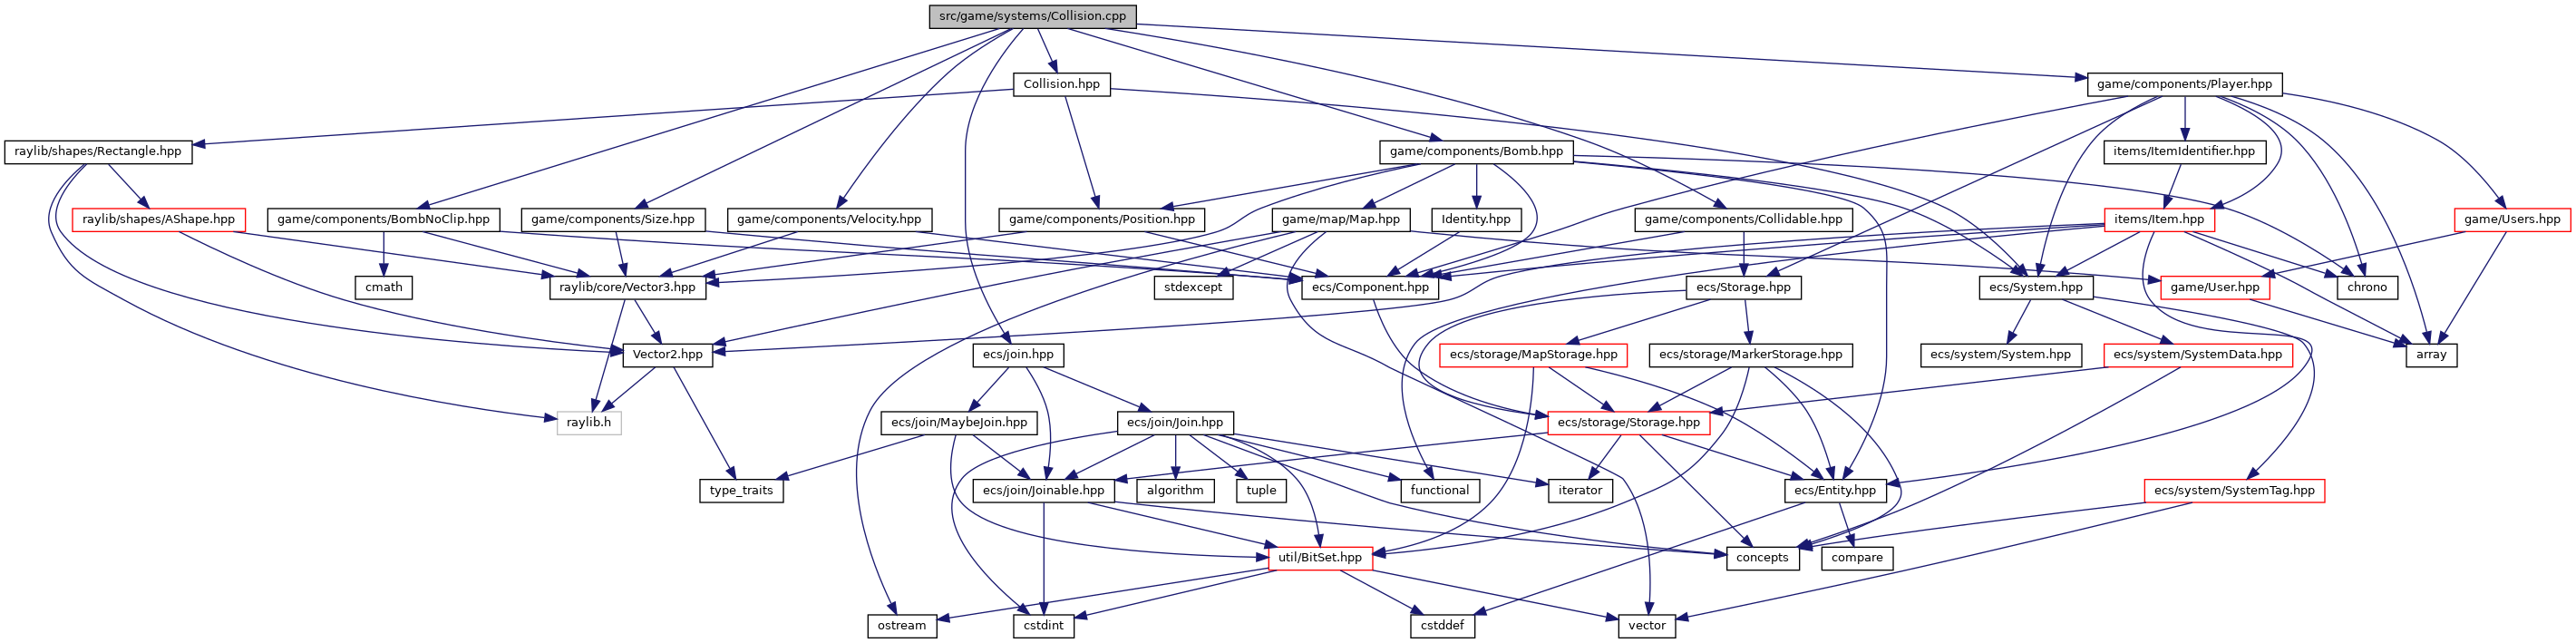 src/game/systems/Collision.cpp
Collision.hpp
game/components/Player.hpp
raylib/shapes/Rectangle.hpp
game/components/Bomb.hpp
items/ItemIdentifier.hpp
raylib/shapes/AShape.hpp
game/components/BombNoClip.hpp
game/components/Size.hpp
game/components/Velocity.hpp
game/components/Position.hpp
game/map/Map.hpp
Identity.hpp
game/components/Collidable.hpp
items/Item.hpp
game/Users.hpp
cmath
raylib/core/Vector3.hpp
stdexcept
ecs/Component.hpp
ecs/Storage.hpp
ecs/System.hpp
game/User.hpp
chrono
Vector2.hpp
ecs/join.hpp
ecs/storage/MapStorage.hpp
ecs/storage/MarkerStorage.hpp
ecs/system/System.hpp
ecs/system/SystemData.hpp
array
raylib.h
ecs/join/MaybeJoin.hpp
ecs/join/Join.hpp
ecs/storage/Storage.hpp
type_traits
ecs/join/Joinable.hpp
algorithm
tuple
functional
iterator
ecs/Entity.hpp
ecs/system/SystemTag.hpp
util/BitSet.hpp
concepts
compare
ostream
cstdint
cstddef
vector